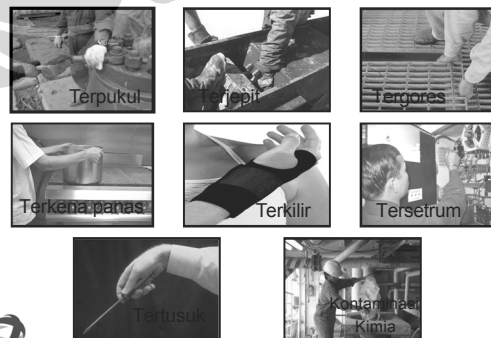 Terpukul
Terjepit
Tergores
Terkena panas
Terkilir
Tersetrum
Tertusuk
Kontaminasi
Kimia